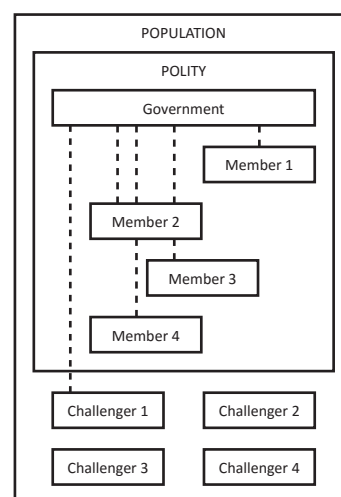 POPULATION
POLITY
Government
Member 1
Member 2
Member 3
Member 4
Challenger 1
Challenger 2
Challenger 3
Challenger 4